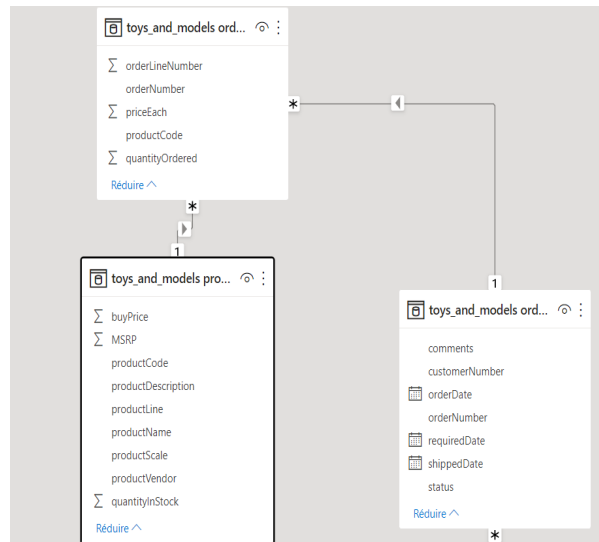 toys_and_models ord...
orderLineNumber
orderNumber
priceEach
productCode
quantityOrdered
Réduire
*
*
1
toys_and_models pro...
buyPrice
MSRP
productCode
productDescription
productLine
productName
productScale
productVendor
quantityInStock
Réduire
1
toys_and_models ord...
comments
customerNumber
orderDate
orderNumber
requiredDate
shippedDate
status
Réduire
*